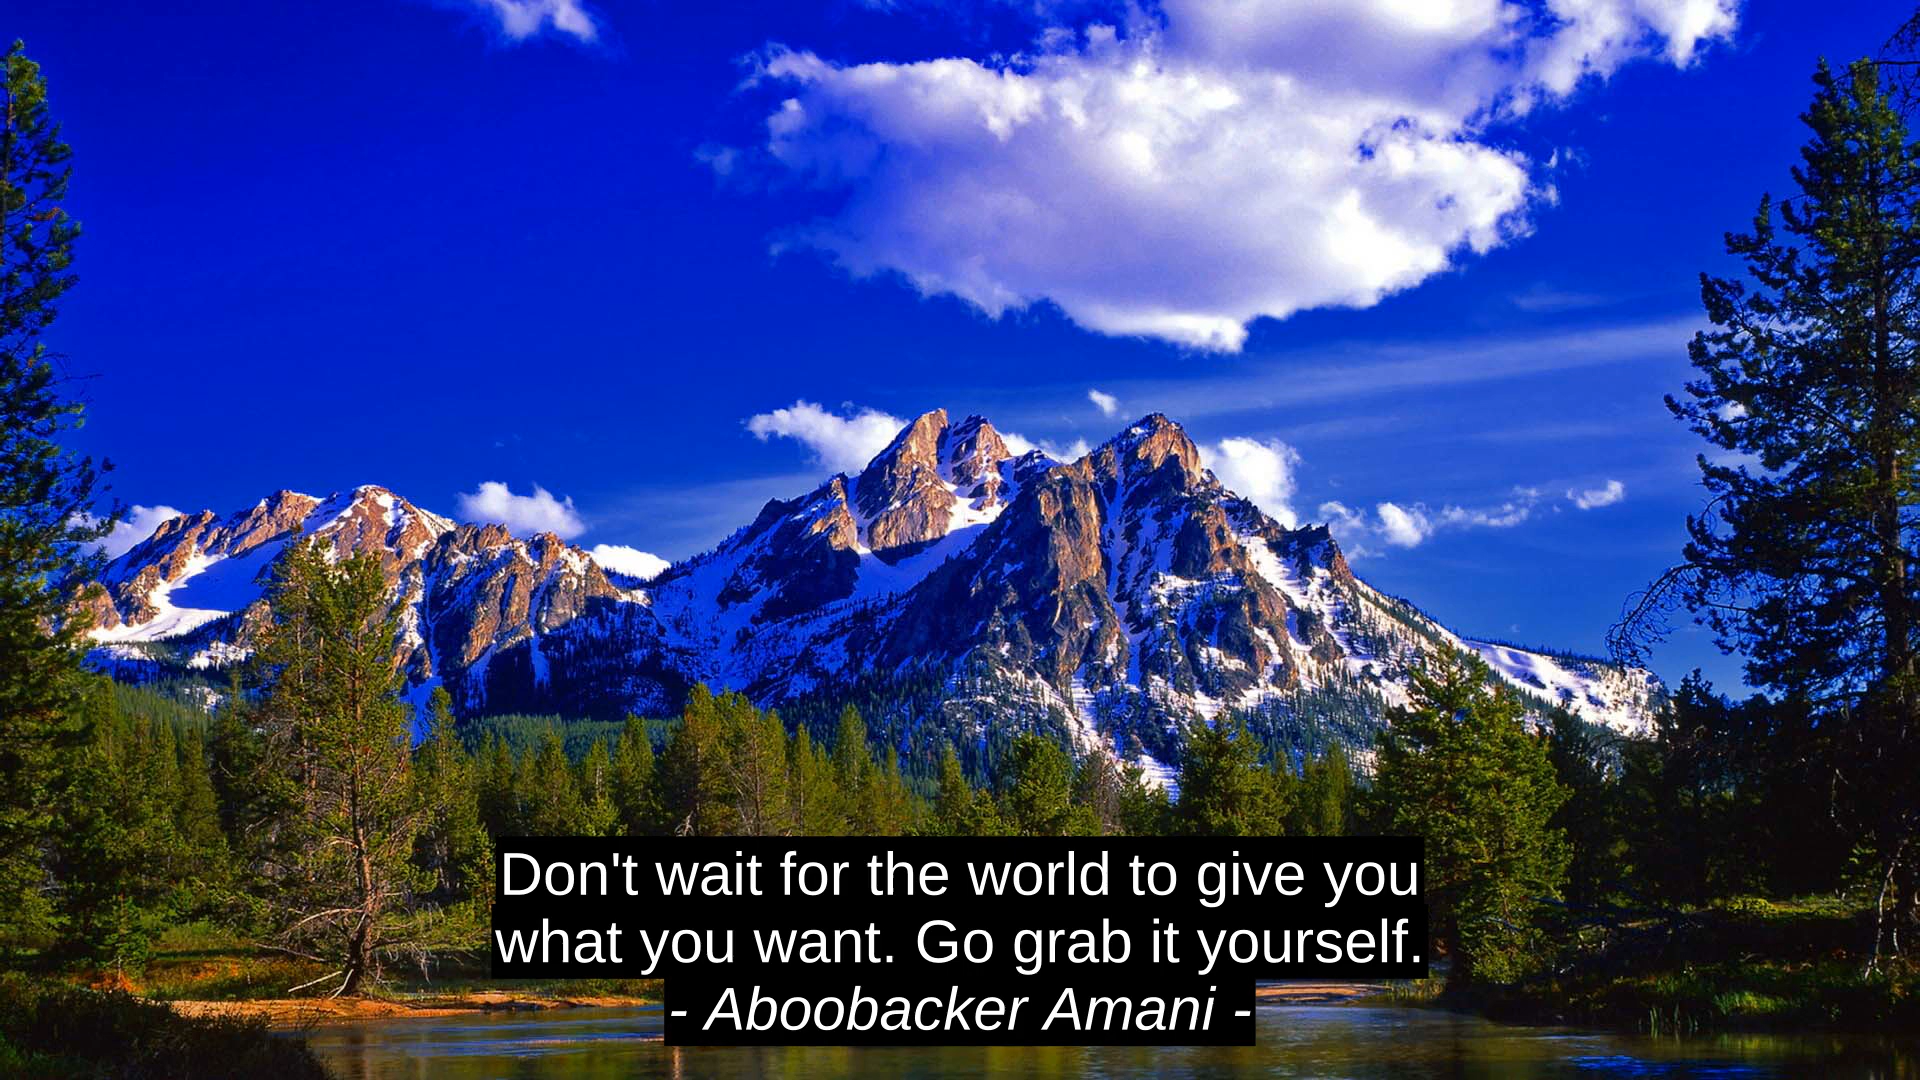 Don't wait for the world to give you
what you want. Go grab it yourself.
- Aboobacker Amani -